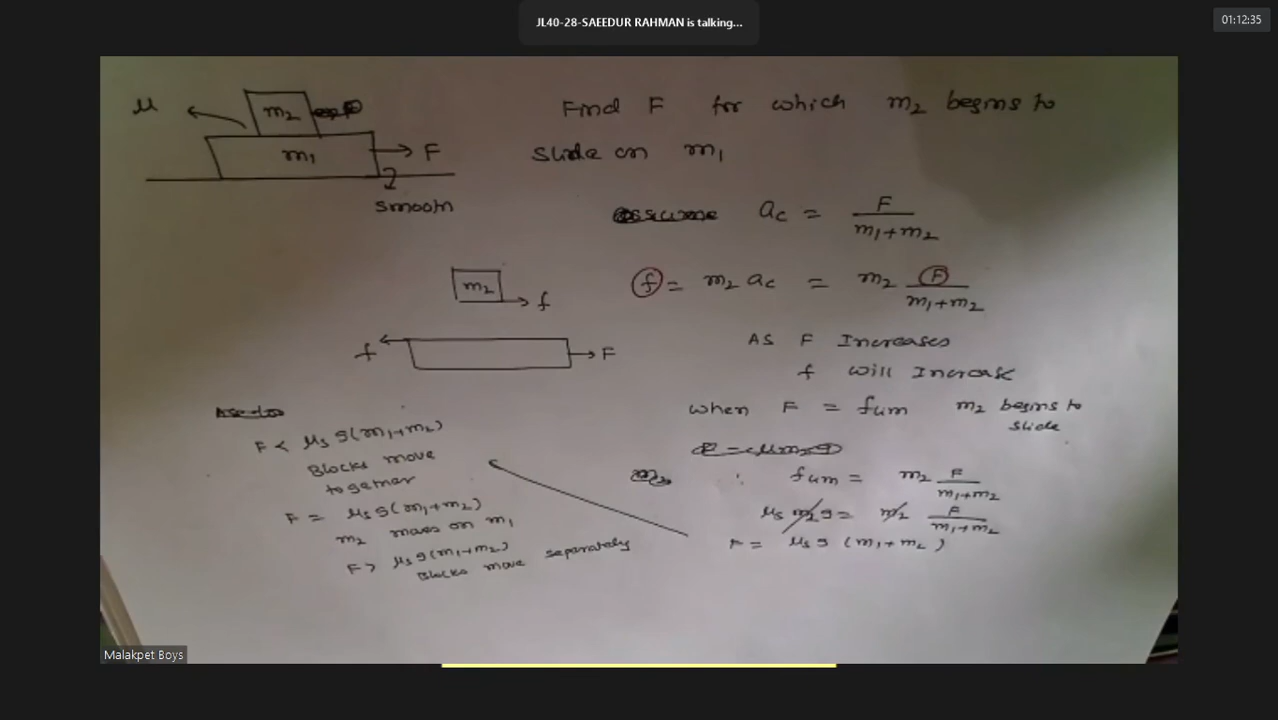 JL40-28-SAEEDUR RAHMAN is talking...
01:12:35
μ
m₂
m₁
F
smooth
Find F for which m₂ begins to
slide on m₁
Assume a_c = F / (m₁+m₂)
m₂
f
f = m₂ a_c = m₂ F / (m₁+m₂)
f
F
As F Increases
f will Increase
when F = fum m₂ begins to
slide
∴ fum = m₂ F / (m₁+m₂)
μₛ m₂ g = m₂ F / (m₁+m₂)
F = μₛ g (m₁+m₂)
F < μₛ g(m₁+m₂)
Blocks move
together
F = μₛ g(m₁+m₂)
m₂ moves on m₁
F > μₛ g(m₁+m₂)
Blocks move separately
Malakpet Boys